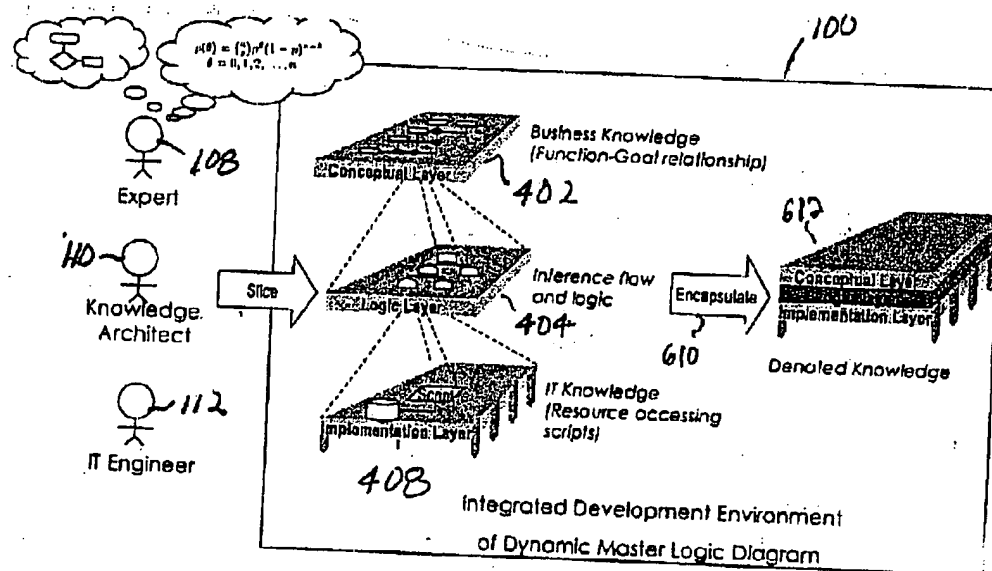 100
108
Expert
110
Knowledge
Architect
112
IT Engineer
Slice
Conceptual Layer
Business Knowledge
(Function-Goal relationship)
402
Logic Layer
Inference flow
and logic
404
Script
Implementation Layer
IT Knowledge
(Resource accessing
scripts)
408
Encapsulate
610
612
Conceptual Layer
Implementation Layer
Denoted Knowledge
Integrated Development Environment
of Dynamic Master Logic Diagram